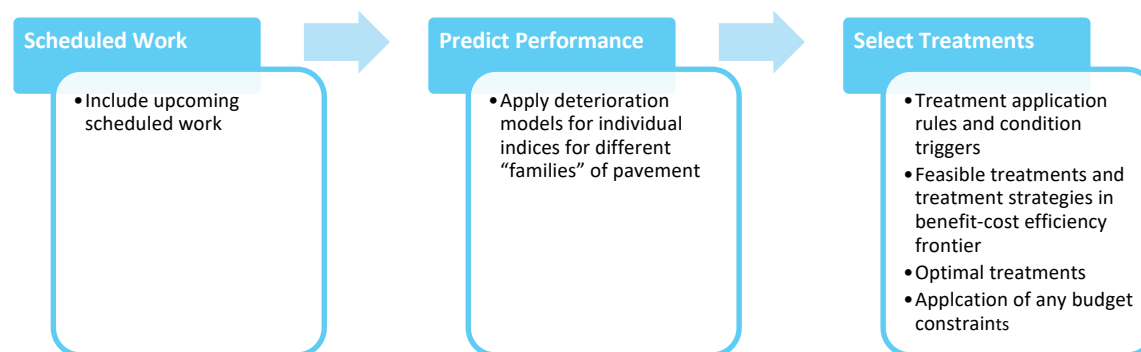 Scheduled Work
•Include upcoming
scheduled work
Predict Performance
•Apply deterioration
models for individual
indices for different
“families” of pavement
Select Treatments
•Treatment application
rules and condition
triggers
•Feasible treatments and
treatment strategies in
benefit-cost efficiency
frontier
•Optimal treatments
•Applcation of any budget
constraints